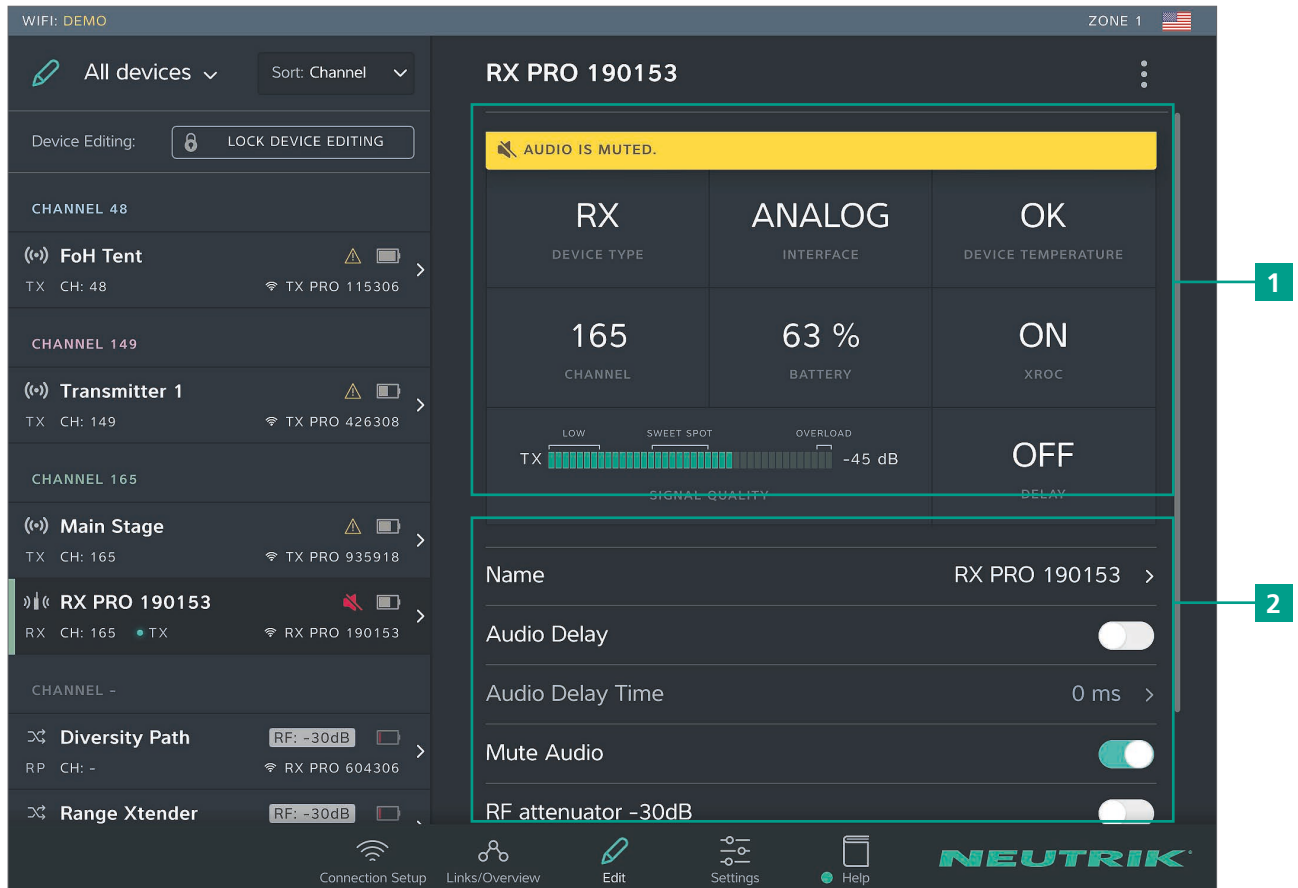 WIFI: DEMO
ZONE 1
All devices
Sort: Channel
Device Editing:
LOCK DEVICE EDITING
CHANNEL 48
FoH Tent
TX CH: 48
TX PRO 115306
CHANNEL 149
Transmitter 1
TX CH: 149
TX PRO 426308
CHANNEL 165
Main Stage
TX CH: 165
TX PRO 935918
RX PRO 190153
RX CH: 165 • TX
RX PRO 190153
CHANNEL -
Diversity Path
RF: -30dB
RP CH: -
RX PRO 604306
Range Xtender
RF: -30dB
RX PRO 190153
AUDIO IS MUTED.
RX
DEVICE TYPE
ANALOG
INTERFACE
OK
DEVICE TEMPERATURE
165
CHANNEL
63 %
BATTERY
ON
XROC
LOW
SWEET SPOT
OVERLOAD
TX
-45 dB
SIGNAL QUALITY
OFF
DELAY
1
Name
RX PRO 190153
Audio Delay
Audio Delay Time
0 ms
Mute Audio
RF attenuator -30dB
2
Connection Setup
Links/Overview
Edit
Settings
Help
NEUTRIK